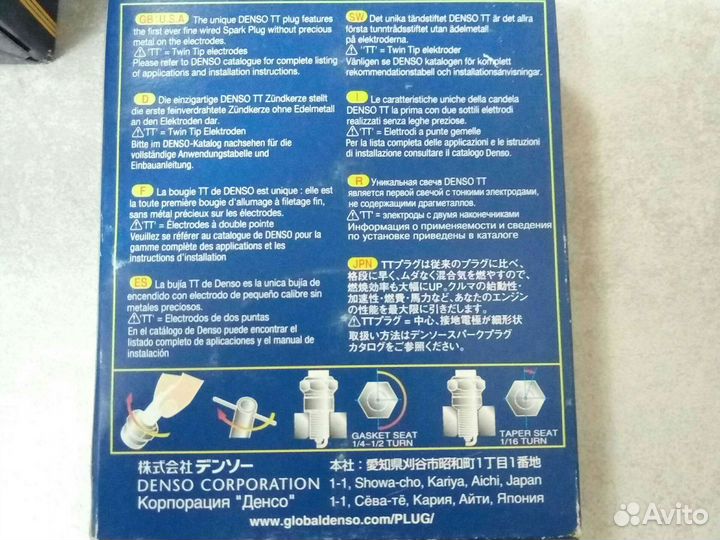 GB U.S.A The unique DENSO TT plug features
the first ever fine wired Spark Plug without precious
metal on the electrodes.
⚠'TT' = Twin Tip electrodes
Please refer to DENSO catalogue for complete listing
of applications and installation instructions.
D Die einzigartige DENSO TT Zündkerze stellt
die erste feinverdrahtete Zündkerze ohne Edelmetall
an den Elektroden dar.
⚠'TT' = Twin Tip Elektroden
Bitte im DENSO-Katalog nachsehen für die
vollständige Anwendungstabelle und
Einbauanleitung.
F La bougie TT de DENSO est unique : elle est
la toute première bougie d'allumage à filetage fin,
sans métal précieux sur les électrodes.
⚠'TT' = Électrodes à double pointe
Veuillez se référer au catalogue de DENSO pour la
gamme complète des applications et les
instructions d'installation
ES La bujía TT de Denso es la unica bujía de
encendido con electrodo de pequeño calibre sin
metales preciosos.
⚠'TT' = Electrodos de dos puntas
En el catálogo de Denso puede encontrar el
listado completo de aplicaciones y el manual de
instalación
SW Det unika tändstiftet DENSO TT är det allra
första tunntrådsstiftet utan ädelmetall
på elektroderna.
⚠''TT' = Twin Tip elektroder
Vänligen se DENSO katalogen för komplett
rekommendationstabell och installationsanvisningar.
I Le caratteristiche uniche della candela
DENSO TT la prima con due sottili elettrodi
realizzati senza leghe preziose.
⚠'TT' = Elettrodi a punte gemelle
Per la lista completa delle applicazioni e le istruzioni
di installazione consultare il catalogo Denso.
R Уникальная свеча DENSO TT
является первой свечой с тонкими электродами,
не содержащими драгметаллов.
⚠'TT' = электроды с двумя наконечниками
Информация о применяемости и сведения
по установке приведены в каталоге
JPN TTプラグは従来のプラグに比べ、
格段に早く、ムダなく混合気を燃やすので、
燃焼効率も大幅にUP。クルマの始動性・
加速性・燃費・馬力など、あなたのエンジン
の性能を最大限に引きだします。
⚠TTプラグ = 中心、接地電極が細形状
取扱い方法はデンソースパークプラグ
カタログをご参照ください。
GASKET SEAT
1/4-1/2 TURN
TAPER SEAT
1/16 TURN
株式会社 デンソー
DENSO CORPORATION
Корпорация "Денсо"
本社: 愛知県刈谷市昭和町1丁目1番地
1-1, Showa-cho, Kariya, Aichi, Japan
1-1, Сёва-тё, Кария, Айти, Япония
www.globaldenso.com/PLUG/
Avito